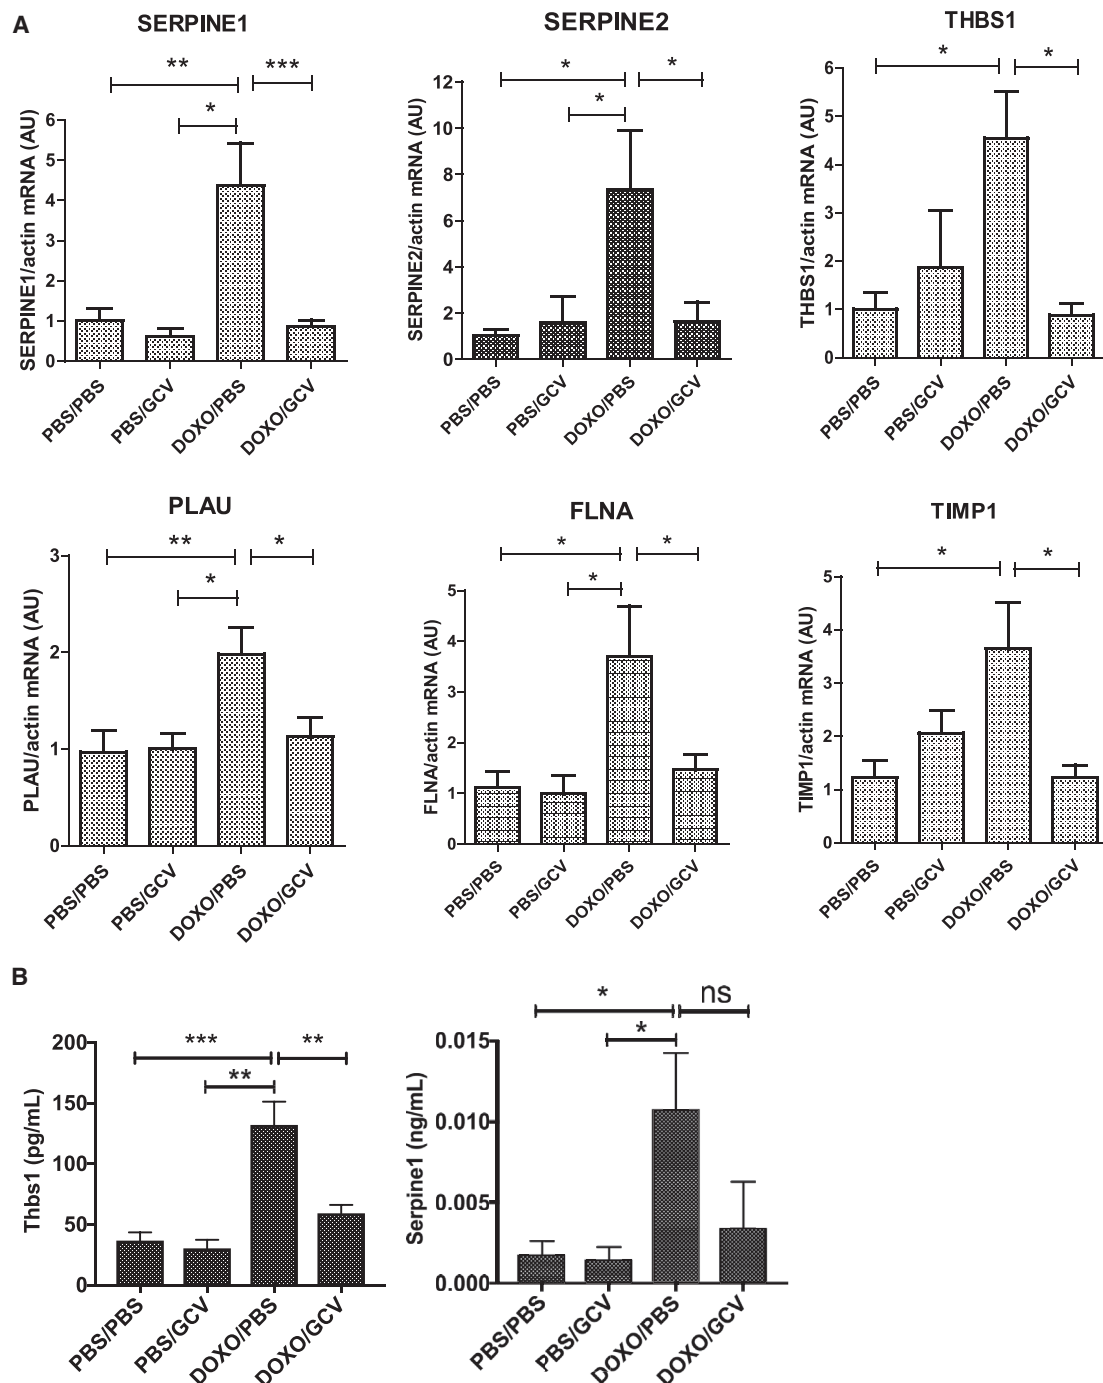 A
SERPINE1
** ***
*
SERPINE1/actin mRNA (AU)
6
5
4
3
2
1
0
PBS/PBS
PBS/GCV
DOXO/PBS
DOXO/GCV
SERPINE2
* *
*
SERPINE2/actin mRNA (AU)
12
10
8
6
4
2
0
PBS/PBS
PBS/GCV
DOXO/PBS
DOXO/GCV
THBS1
* *
THBS1/actin mRNA (AU)
6
5
4
3
2
1
0
PBS/PBS
PBS/GCV
DOXO/PBS
DOXO/GCV
PLAU
** *
*
PLAU/actin mRNA (AU)
3
2
1
0
PBS/PBS
PBS/GCV
DOXO/PBS
DOXO/GCV
FLNA
* *
*
FLNA/actin mRNA (AU)
5
4
3
2
1
0
PBS/PBS
PBS/GCV
DOXO/PBS
DOXO/GCV
TIMP1
* *
TIMP1/actin mRNA (AU)
5
4
3
2
1
0
PBS/PBS
PBS/GCV
DOXO/PBS
DOXO/GCV
B
*** **
**
Thbs1 (pg/mL)
200
150
100
50
0
PBS/PBS
PBS/GCV
DOXO/PBS
DOXO/GCV
* ns
*
Serpine1 (ng/mL)
0.015
0.010
0.005
0.000
PBS/PBS
PBS/GCV
DOXO/PBS
DOXO/GCV